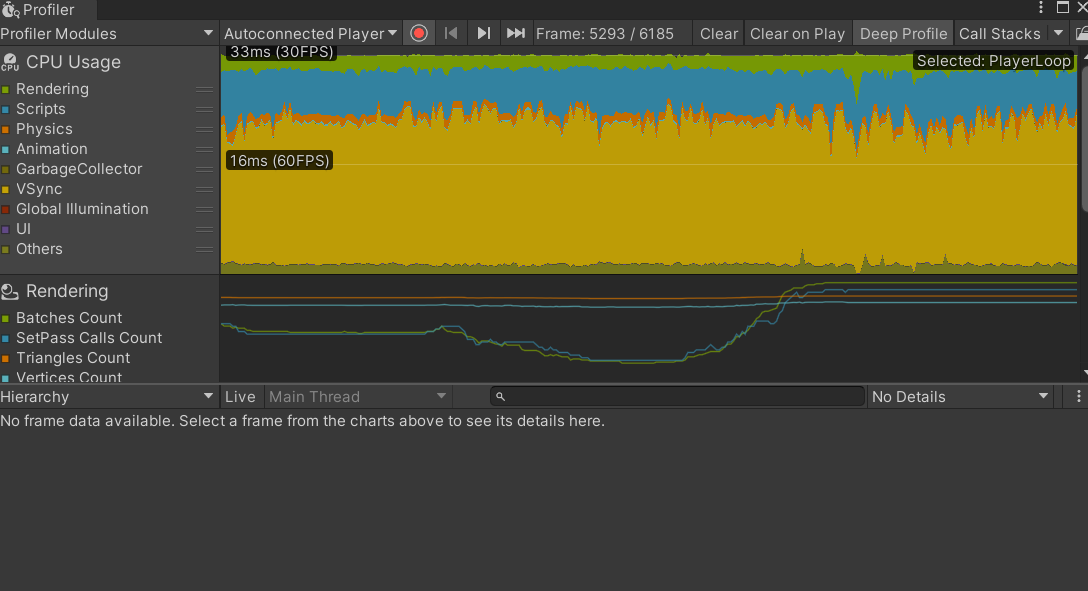 Profiler
Profiler Modules
Autoconnected Player
Frame: 5293 / 6185
Clear
Clear on Play
Deep Profile
Call Stacks
CPU
CPU Usage
Rendering
Scripts
Physics
Animation
GarbageCollector
VSync
Global Illumination
UI
Others
33ms (30FPS)
Selected: PlayerLoop
16ms (60FPS)
Rendering
Batches Count
SetPass Calls Count
Triangles Count
Vertices Count
Hierarchy
Live
Main Thread
No Details
No frame data available. Select a frame from the charts above to see its details here.